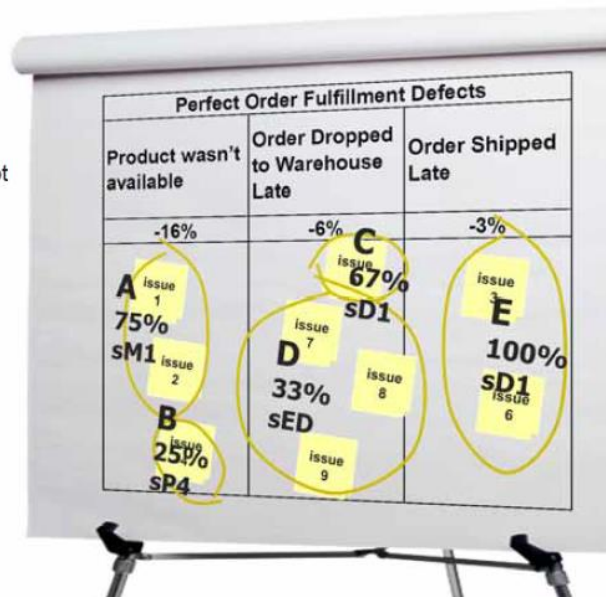 Perfect Order Fulfillment Defects
Product wasn't
available
Order Dropped
to Warehouse
Late
Order Shipped
Late
-16%
-6%
-3%
A
issue
1
75%
sM1
issue
2
B
25%
sP4
C
issue
67%
sD1
issue
7
D
33%
sED
issue
8
issue
9
issue
3
E
100%
sD1
issue
6